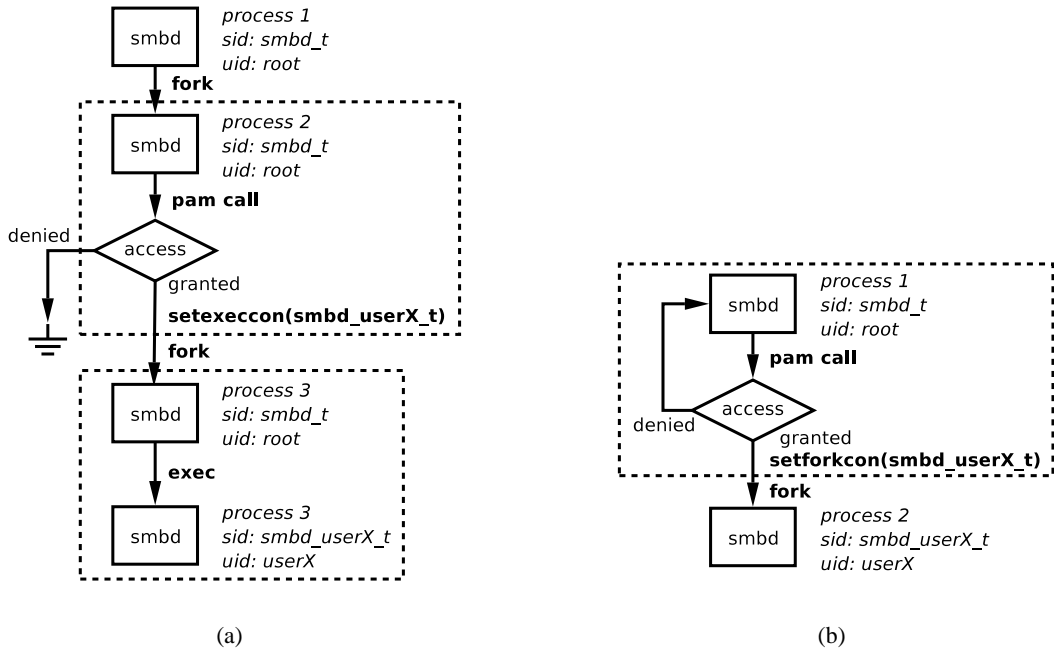 smbd
process 1
sid: smbd_t
uid: root
fork
smbd
process 2
sid: smbd_t
uid: root
pam call
denied
access
granted
setexeccon(smbd_userX_t)
fork
smbd
process 3
sid: smbd_t
uid: root
exec
smbd
process 3
sid: smbd_userX_t
uid: userX
(a)
smbd
process 1
sid: smbd_t
uid: root
pam call
access
denied
granted
setforkcon(smbd_userX_t)
fork
smbd
process 2
sid: smbd_userX_t
uid: userX
(b)